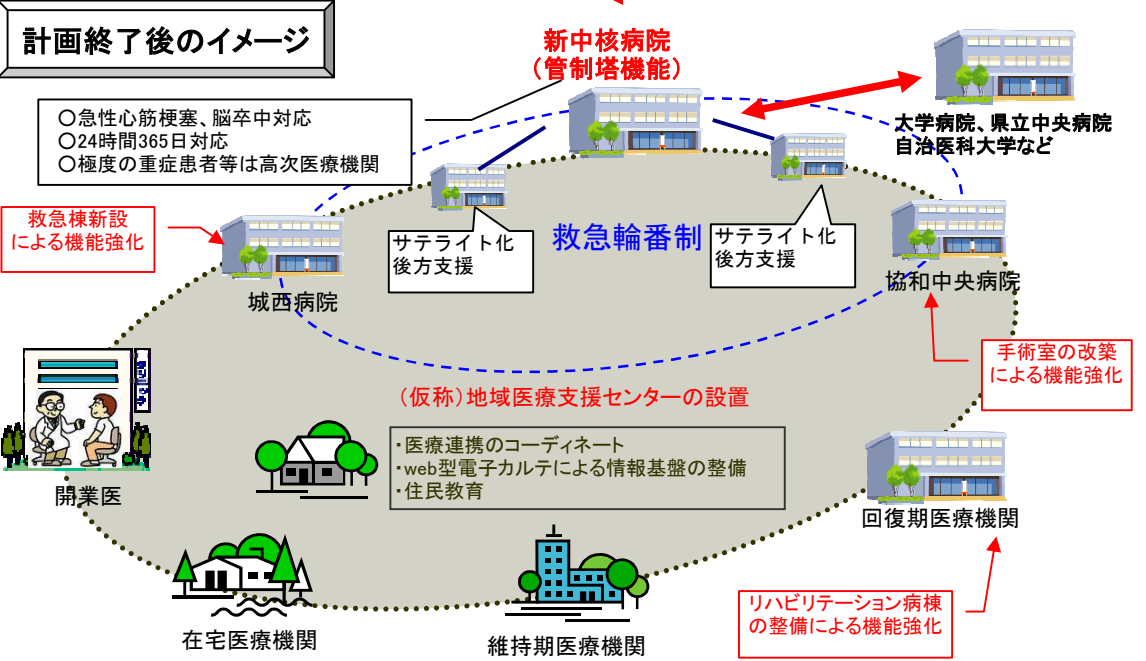 計画終了後のイメージ
新中核病院
（管制塔機能）
○急性心筋梗塞、脳卒中対応
○24時間365日対応
○極度の重症患者等は高次医療機関
大学病院、県立中央病院
自治医科大学など
救急棟新設
による機能強化
サテライト化
後方支援
救急輪番制
サテライト化
後方支援
城西病院
協和中央病院
手術室の改築
による機能強化
（仮称）地域医療支援センターの設置
・医療連携のコーディネート
・web型電子カルテによる情報基盤の整備
・住民教育
クリニック
開業医
回復期医療機関
リハビリテーション病棟
の整備による機能強化
在宅医療機関
維持期医療機関